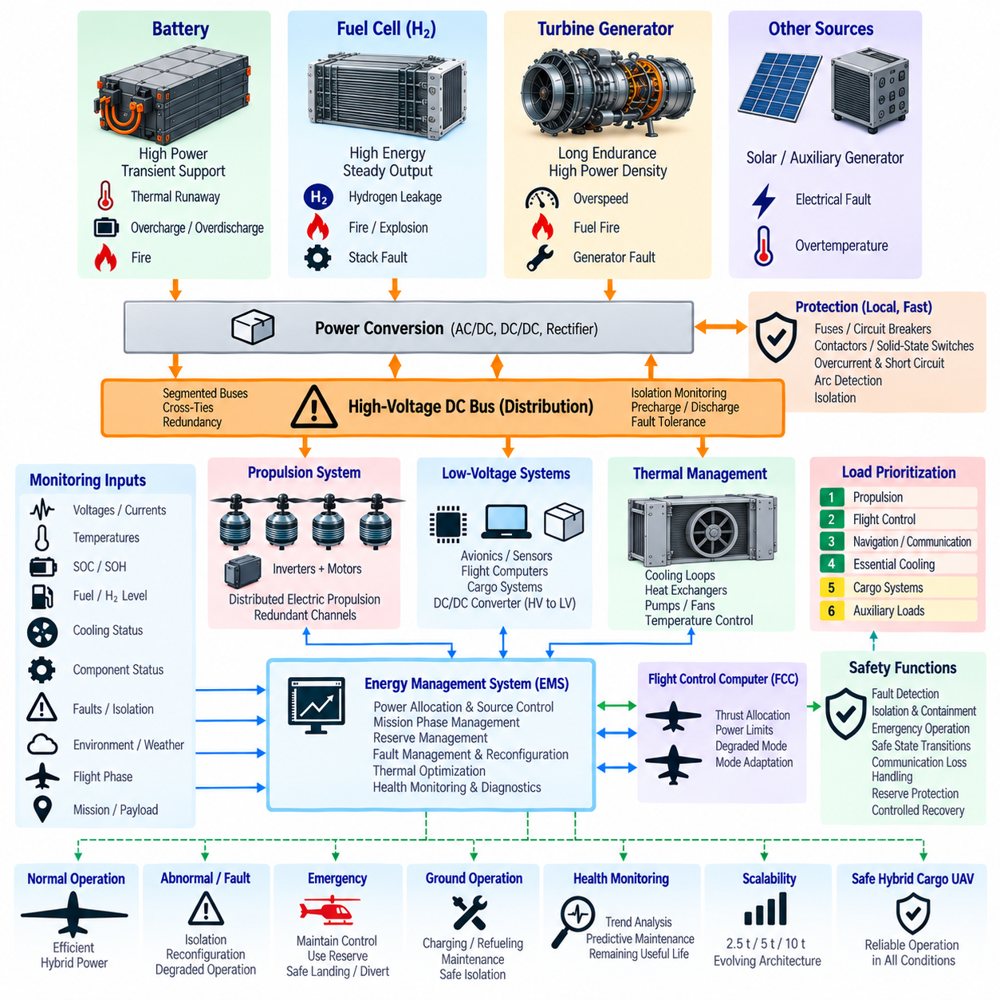 Battery
High Power
Transient Support
Thermal Runaway
Overcharge / Overdischarge
Fire
Fuel Cell (H₂)
High Energy
Steady Output
H₂
Hydrogen Leakage
Fire / Explosion
Stack Fault
Turbine Generator
Long Endurance
High Power Density
Overspeed
Fuel Fire
Generator Fault
Other Sources
Solar / Auxiliary Generator
Electrical Fault
Overtemperature
Power Conversion (AC/DC, DC/DC, Rectifier)
Protection (Local, Fast)
Fuses / Circuit Breakers
Contactors / Solid-State Switches
Overcurrent & Short Circuit
Arc Detection
Isolation
Segmented Buses
Cross-Ties
Redundancy
High-Voltage DC Bus (Distribution)
Isolation Monitoring
Precharge / Discharge
Fault Tolerance
Monitoring Inputs
Voltages / Currents
Temperatures
SOC / SOH
Fuel / H₂ Level
Cooling Status
Component Status
Faults / Isolation
Environment / Weather
Flight Phase
Mission / Payload
Propulsion System
Inverters + Motors
Distributed Electric Propulsion
Redundant Channels
Low-Voltage Systems
Avionics / Sensors
Flight Computers
Cargo Systems
DC/DC Converter (HV to LV)
Thermal Management
Cooling Loops
Heat Exchangers
Pumps / Fans
Temperature Control
Load Prioritization
1 Propulsion
2 Flight Control
3 Navigation / Communication
4 Essential Cooling
5 Cargo Systems
6 Auxiliary Loads
Energy Management System (EMS)
Power Allocation & Source Control
Mission Phase Management
Reserve Management
Fault Management & Reconfiguration
Thermal Optimization
Health Monitoring & Diagnostics
Flight Control Computer (FCC)
Thrust Allocation
Power Limits
Degraded Mode
Mode Adaptation
Safety Functions
Fault Detection
Isolation & Containment
Emergency Operation
Safe State Transitions
Communication Loss
Handling
Reserve Protection
Controlled Recovery
Normal Operation
Efficient
Hybrid Power
Abnormal / Fault
Isolation
Reconfiguration
Degraded Operation
Emergency
Maintain Control
Use Reserve
Safe Landing / Divert
Ground Operation
Charging / Refueling
Maintenance
Safe Isolation
Health Monitoring
Trend Analysis
Predictive Maintenance
Remaining Useful Life
Scalability
2.5 t / 5 t / 10 t
Evolving Architecture
Safe Hybrid Cargo UAV
Reliable Operation
in All Conditions